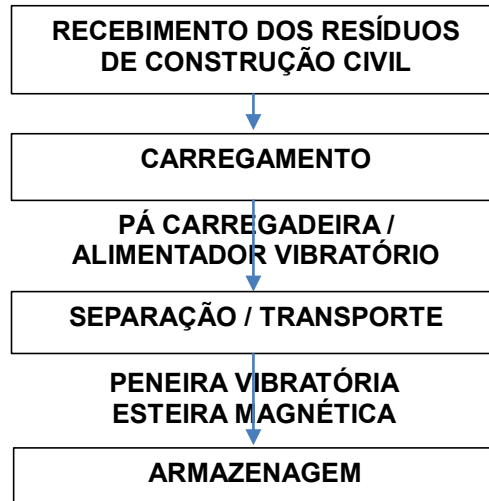 RECEBIMENTO DOS RESÍDUOS
DE CONSTRUÇÃO CIVIL
CARREGAMENTO
PÁ CARREGADEIRA /
ALIMENTADOR VIBRATÓRIO
SEPARAÇÃO / TRANSPORTE
PENEIRA VIBRATÓRIA
ESTEIRA MAGNÉTICA
ARMAZENAGEM